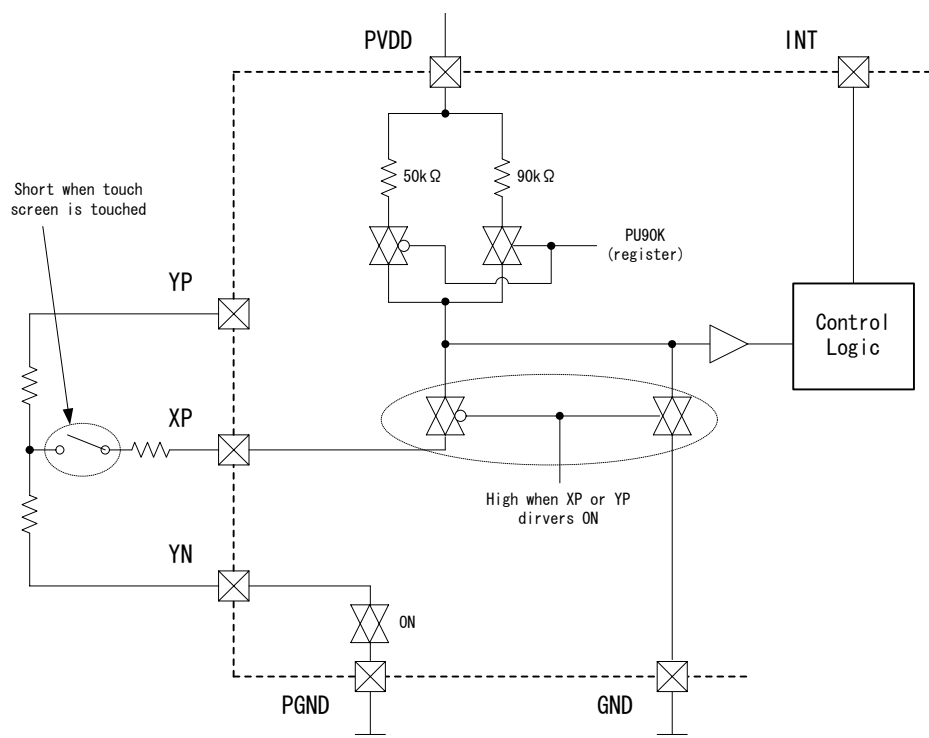 PVDD
INT
50kΩ
90kΩ
Short when touch
screen is touched
PU90K
(register)
YP
Control
Logic
XP
High when XP or YP
dirvers ON
YN
ON
PGND
GND